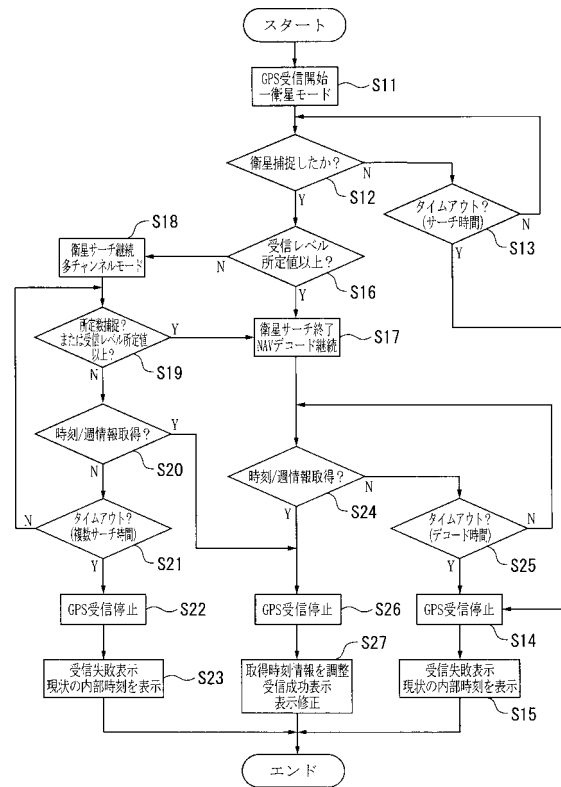 スタート
GPS受信開始
一衛星モード
S11
衛星捕捉したか?
N
S12
Y
タイムアウト?
(サーチ時間)
N
S13
Y
S18
衛星サーチ継続
多チャンネルモード
受信レベル
所定値以上?
N
S16
Y
所定数捕捉?
または受信レベル所定値
以上?
Y
S19
N
衛星サーチ終了
NAVデコード継続
S17
時刻/週情報取得?
Y
S20
N
時刻/週情報取得?
N
S24
Y
タイムアウト?
(複数サーチ時間)
N
S21
Y
タイムアウト?
(デコード時間)
N
S25
Y
GPS受信停止
S22
GPS受信停止
S26
GPS受信停止
S14
受信失敗表示
現状の内部時刻を表示
S23
取得時刻情報を調整
受信成功表示
表示修正
S27
受信失敗表示
現状の内部時刻を表示
S15
エンド